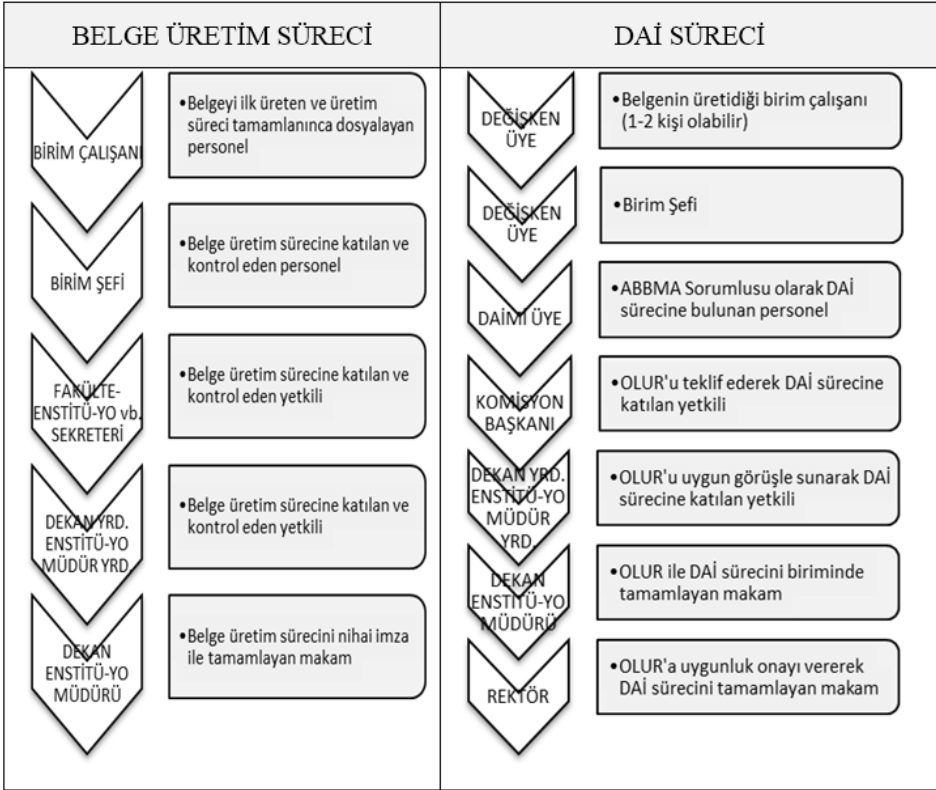 BELGE ÜRETİM SÜRECİ
BİRİM ÇALIŞANI
•Belgeyi ilk üreten ve üretim
süreci tamamlanınca dosyalayan
personel
BİRİM ŞEFİ
•Belge üretim sürecine katılan ve
kontrol eden personel
FAKÜLTE-
ENSTİTÜ-YO vb.
SEKRETERİ
•Belge üretim sürecine katılan ve
kontrol eden yetkili
DEKAN YRD.
ENSTİTÜ-YO
MÜDÜR YRD.
•Belge üretim sürecine katılan ve
kontrol eden yetkili
DEKAN
ENSTİTÜ-YO
MÜDÜRÜ
•Belge üretim sürecini nihai imza
ile tamamlayan makam
DAİ SÜRECİ
DEĞİŞKEN
ÜYE
•Belgenin üretidiği birim çalışanı
(1-2 kişi olabilir)
DEĞİŞKEN
ÜYE
•Birim Şefi
DAİMİ ÜYE
•ABBMA Sorumlusu olarak DAİ
sürecine bulunan personel
KOMİSYON
BAŞKANI
•OLUR'u teklif ederek DAİ sürecine
katılan yetkili
DEKAN YRD.
ENSTİTÜ-YO
MÜDÜR
YRD.
•OLUR'u uygun görüşle sunarak DAİ
sürecine katılan yetkili
DEKAN
ENSTİTÜ-YO
MÜDÜRÜ
•OLUR ile DAİ sürecini biriminde
tamamlayan makam
REKTÖR
•OLUR'a uygunluk onayı vererek
DAİ sürecini tamamlayan makam